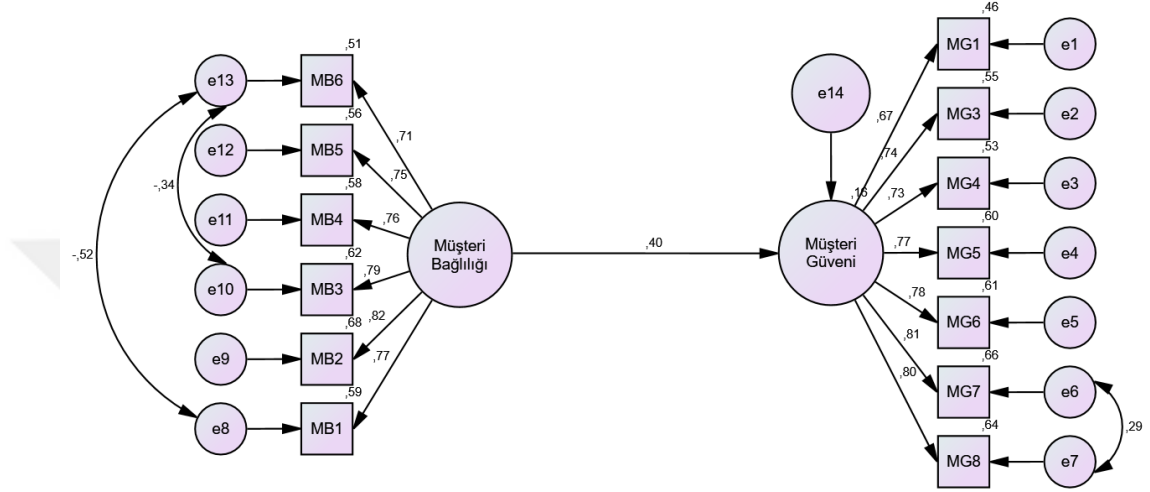 ,51
e13
MB6
,71
,56
e12
MB5
,75
-,34
,58
e11
MB4
,76
-,52
,62
e10
MB3
,79
,68
e9
MB2
,82
,59
e8
MB1
,77
Müşteri
Bağlılığı
,40
e14
,16
Müşteri
Güveni
,46
MG1
e1
,67
,55
MG3
e2
,74
,53
MG4
e3
,73
,60
MG5
e4
,77
,61
MG6
e5
,78
,66
MG7
e6
,81
,29
,64
MG8
e7
,80